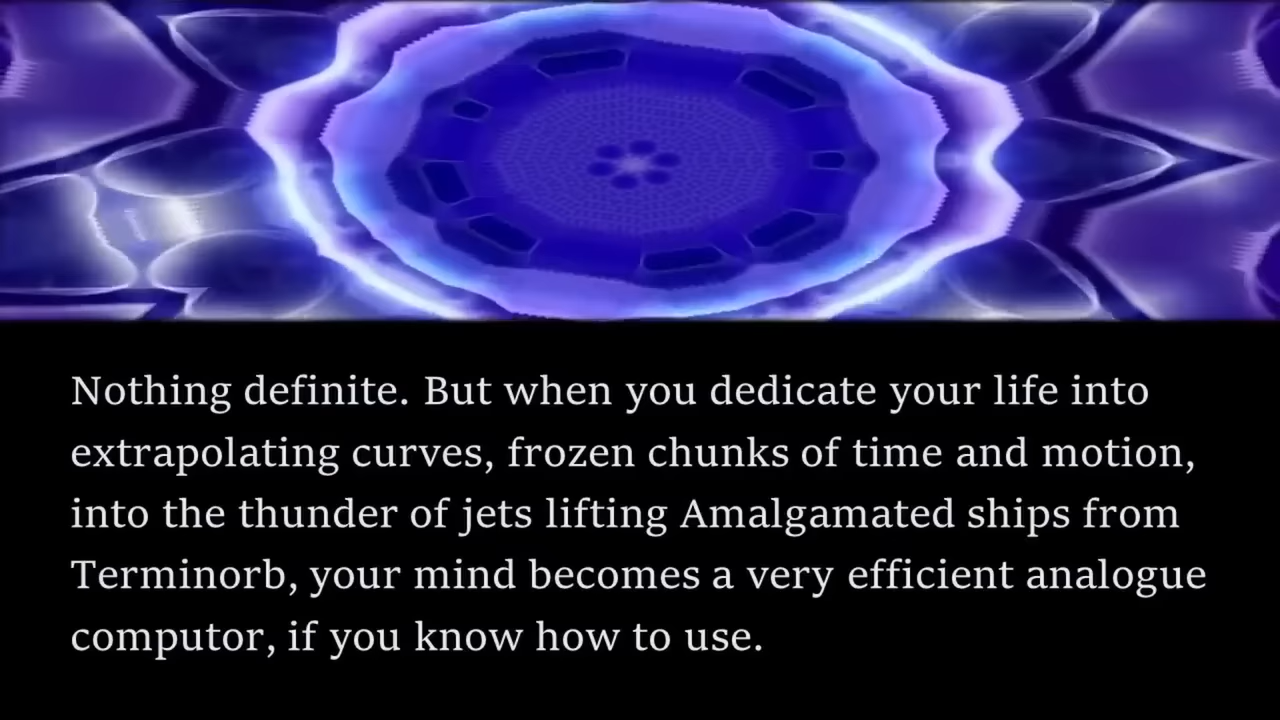 Nothing definite. But when you dedicate your life into
extrapolating curves, frozen chunks of time and motion,
into the thunder of jets lifting Amalgamated ships from
Terminorb, your mind becomes a very efficient analogue
computor, if you know how to use.